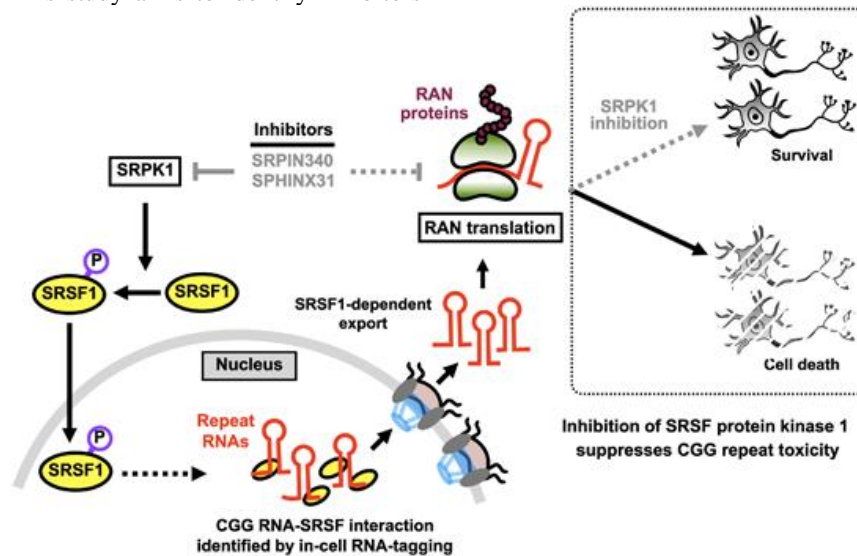 RAN
proteins
Inhibitors
SRPIN340
SPHINX31
SRPK1
SRPK1
inhibition
Survival
RAN translation
P
SRSF1
SRSF1
SRSF1-dependent
export
Cell death
Nucleus
Repeat
RNAs
P
SRSF1
Inhibition of SRSF protein kinase 1
suppresses CGG repeat toxicity
CGG RNA-SRSF interaction
identified by in-cell RNA-tagging